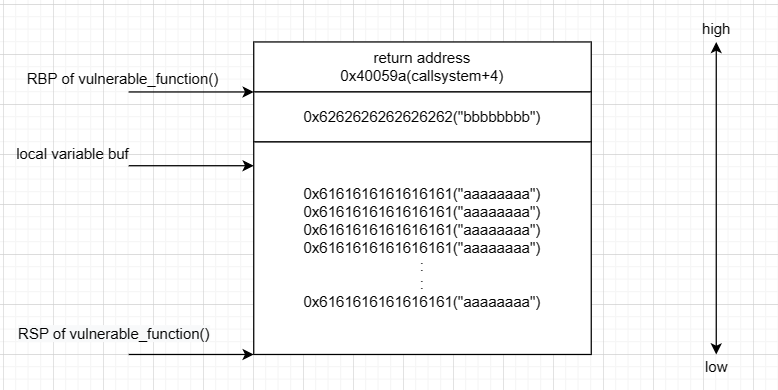 high
return address
0x40059a(callsystem+4)
RBP of vulnerable_function()
0x6262626262626262("bbbbbbbb")
local variable buf
0x6161616161616161("aaaaaaaa")
0x6161616161616161("aaaaaaaa")
0x6161616161616161("aaaaaaaa")
0x6161616161616161("aaaaaaaa")
:
:
0x6161616161616161("aaaaaaaa")
RSP of vulnerable_function()
low